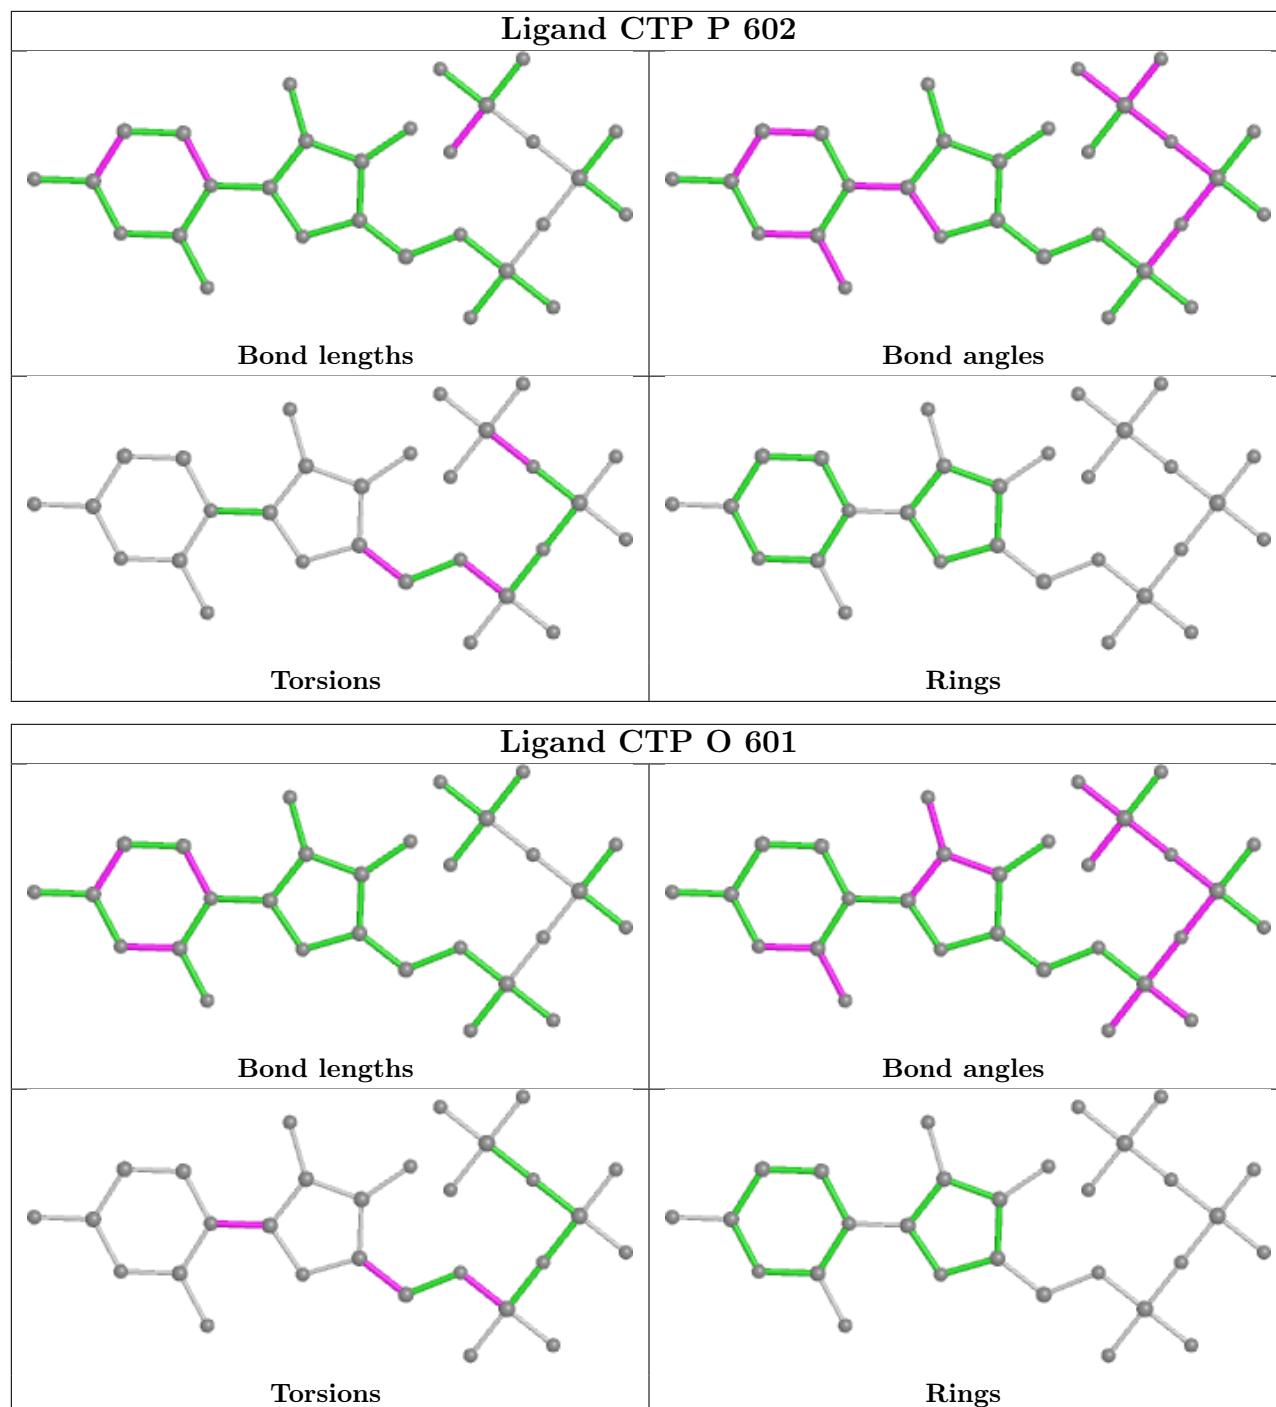 Ligand CTP P 602
Bond lengths
Bond angles
Torsions
Rings
Ligand CTP O 601
Bond lengths
Bond angles
Torsions
Rings